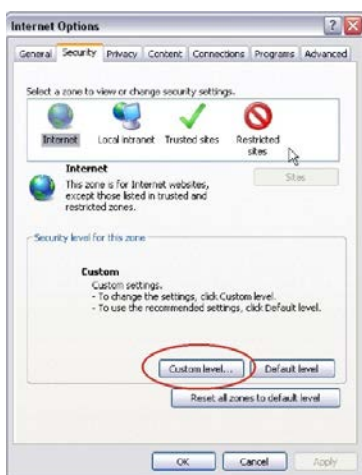 Internet Options
General Security Privacy Content Connections Programs Advanced
Select a zone to view or change security settings.
Internet Local intranet Trusted sites Restricted
sites
Internet
Sites
This zone is for Internet websites,
except those listed in trusted and
restricted zones.
Security level for this zone
Custom
Custom settings.
- To change the settings, click Custom level.
- To use the recommended settings, click Default level.
Custom level... Default level
Reset all zones to default level
OK Cancel Apply